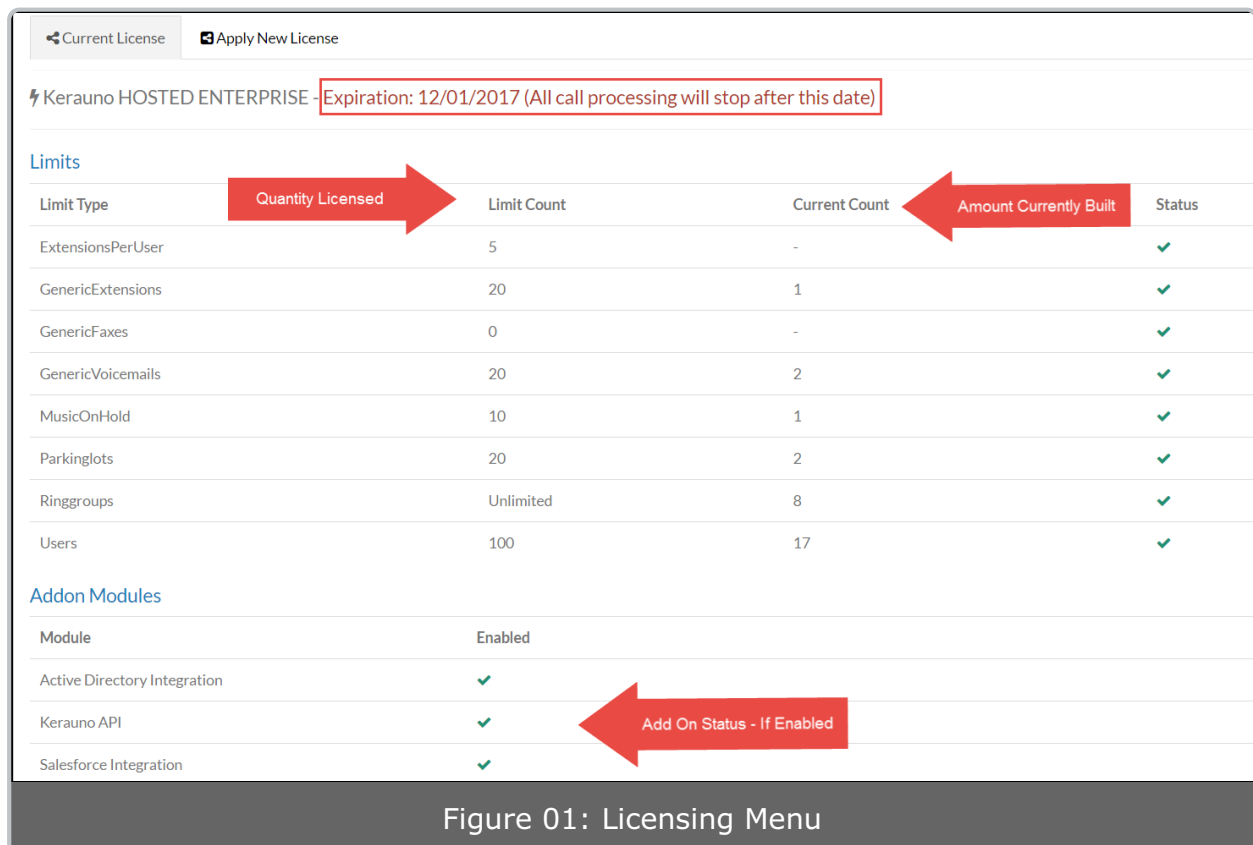 Current License Apply New License
Kerauno HOSTED ENTERPRISE - Expiration: 12/01/2017 (All call processing will stop after this date)
Limits
Limit Type Quantity Licensed Limit Count Current Count Amount Currently Built Status
ExtensionsPerUser 5 -
GenericExtensions 20 1
GenericFaxes 0 -
GenericVoicemails 20 2
MusicOnHold 10 1
Parkinglots 20 2
Ringgroups Unlimited 8
Users 100 17
Addon Modules
Module Enabled
Active Directory Integration
Kerauno API Add On Status - If Enabled
Salesforce Integration
Figure 01: Licensing Menu